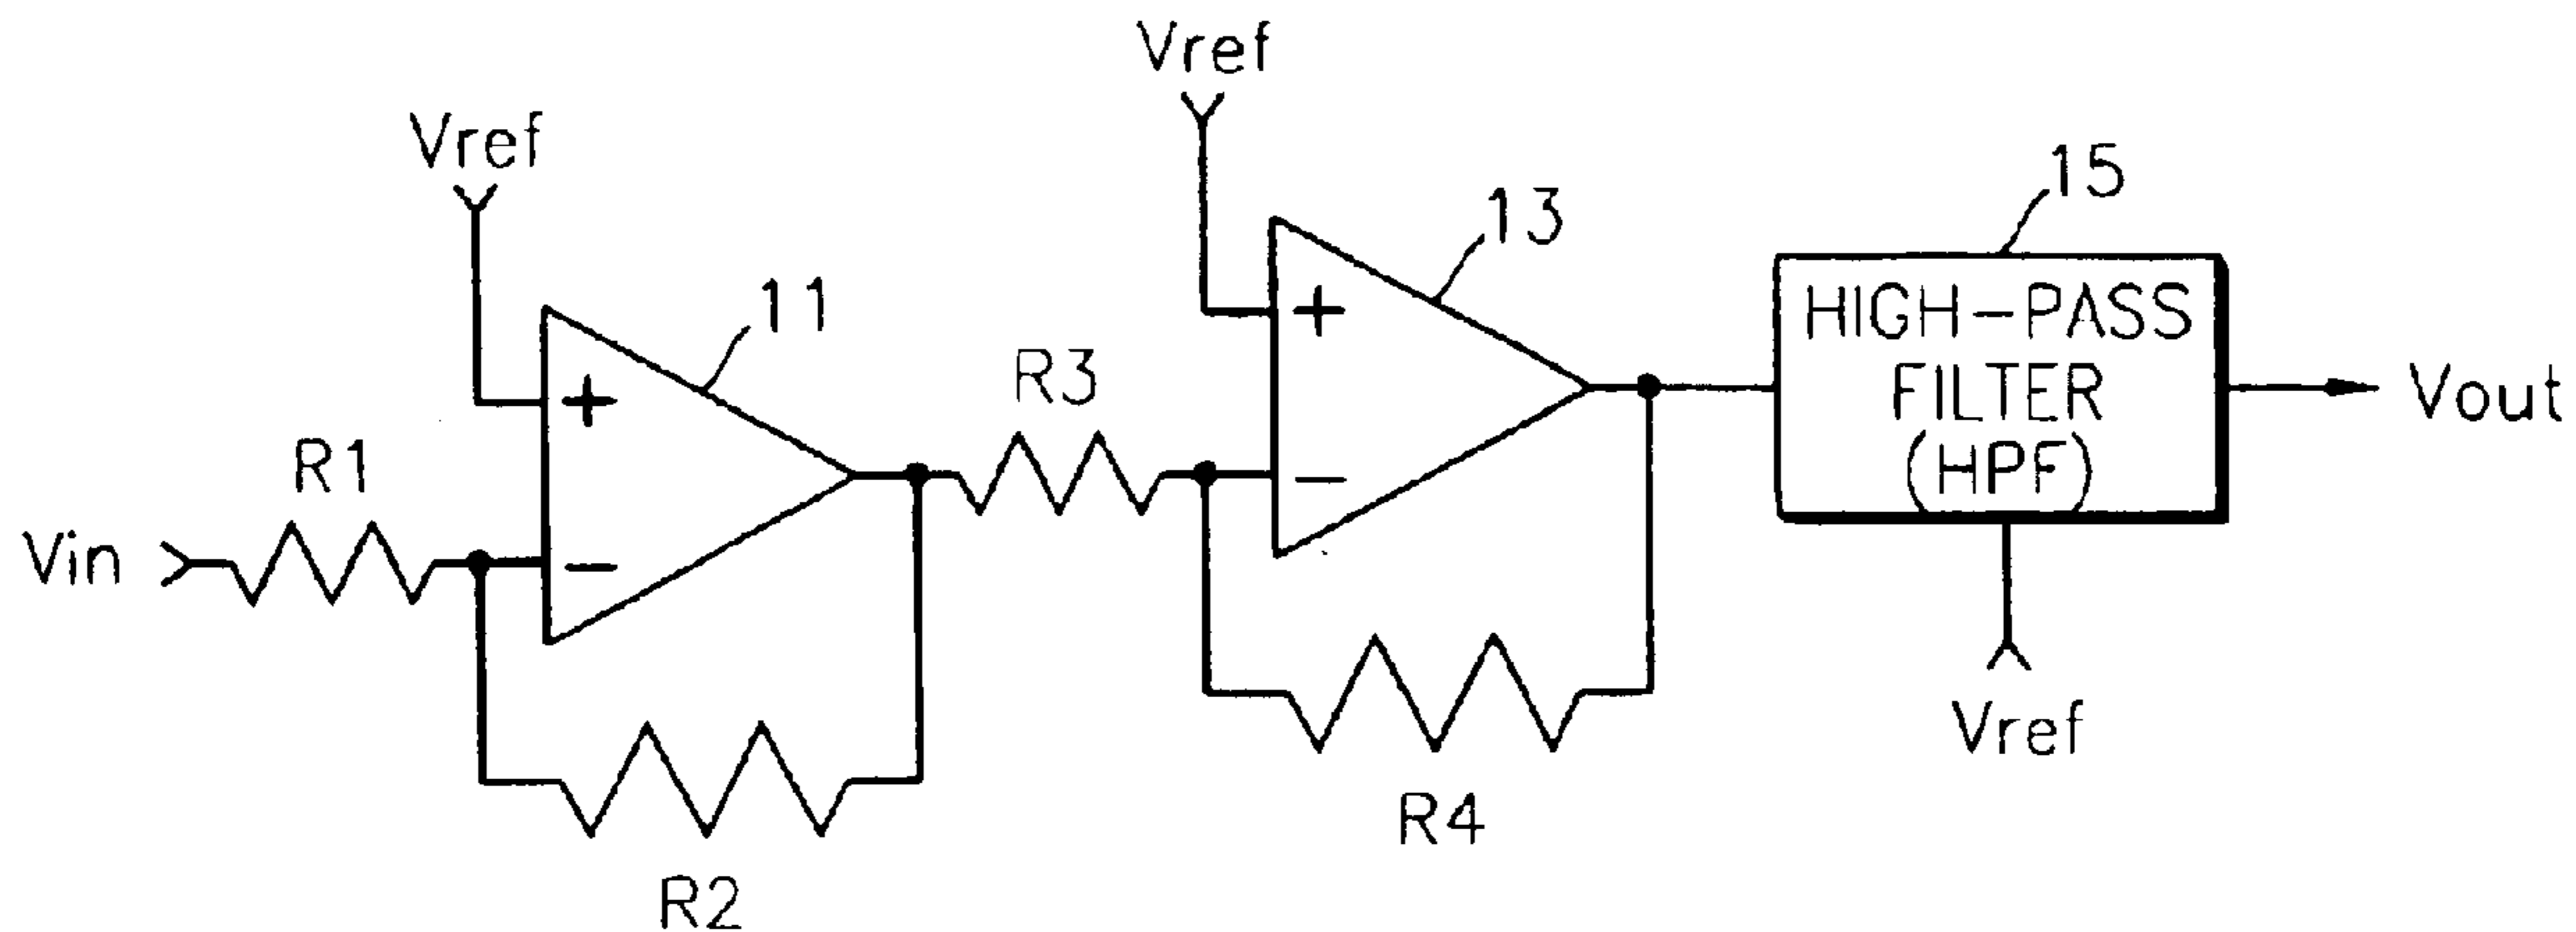 Vref
Vref
15
13
11
HIGH-PASS
FILTER
(HPF)
R3
Vout
R1
+
+
-
-
Vin
Vref
R4
R2